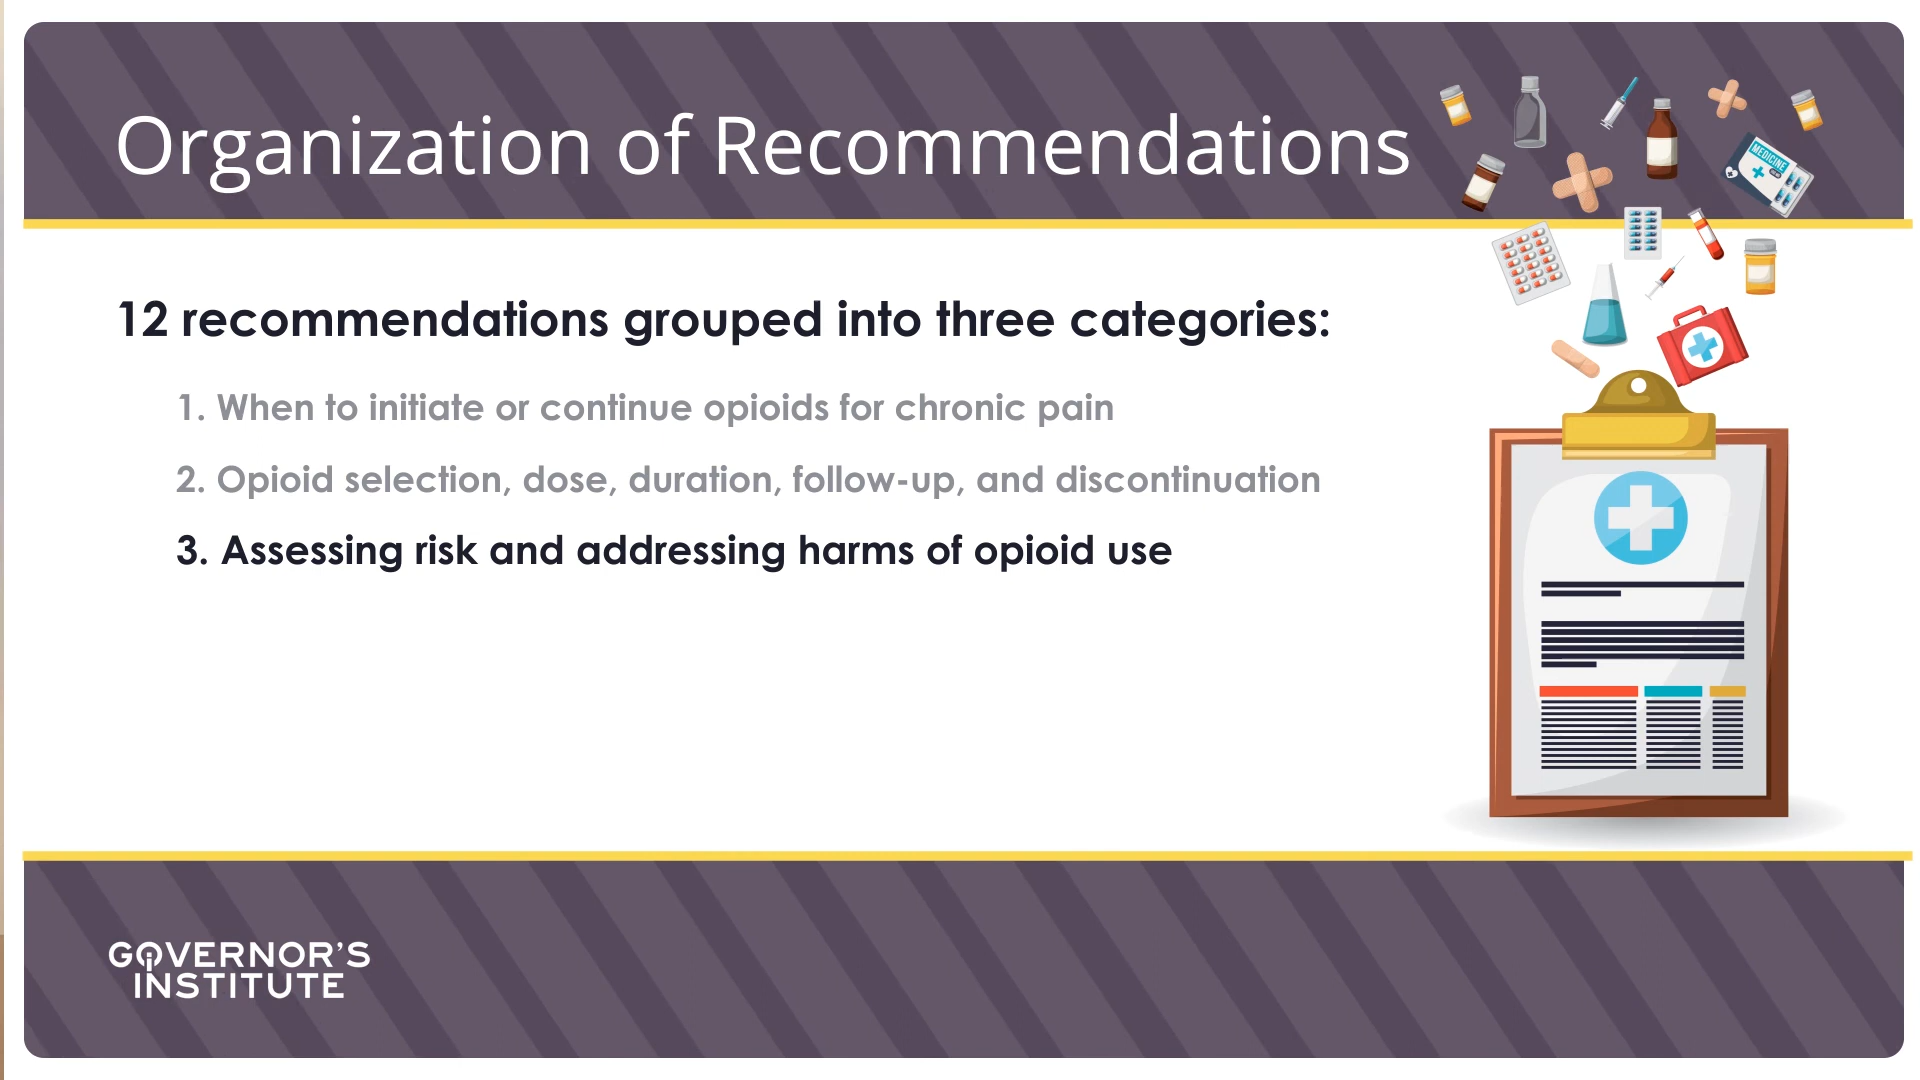 Organization of Recommendations
12 recommendations grouped into three categories:
1. When to initiate or continue opioids for chronic pain
2. Opioid selection, dose, duration, follow-up, and discontinuation
3. Assessing risk and addressing harms of opioid use
MEDICINE
GOVERNOR'S
INSTITUTE